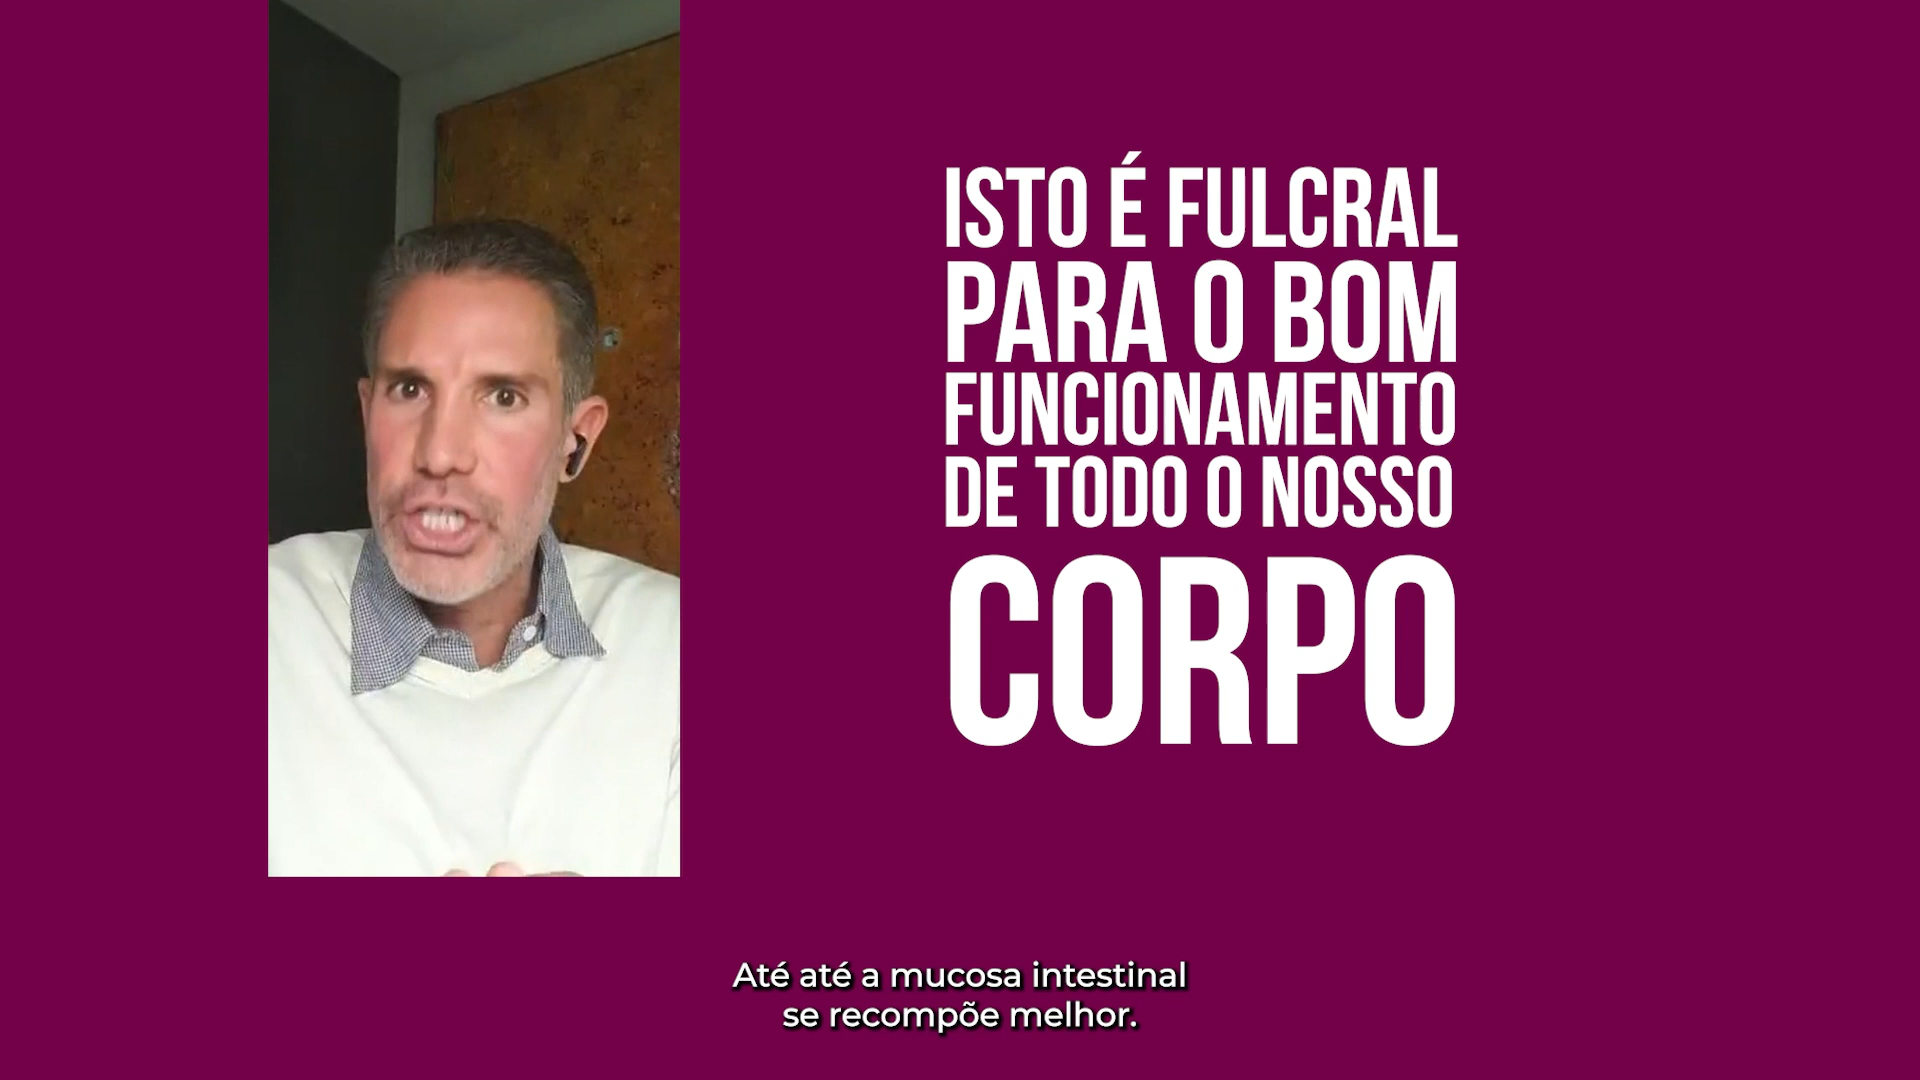 ISTO É FULCRAL
PARA O BOM
FUNCIONAMENTO
DE TODO O NOSSO
CORPO
Até até a mucosa intestinal
se recompõe melhor.